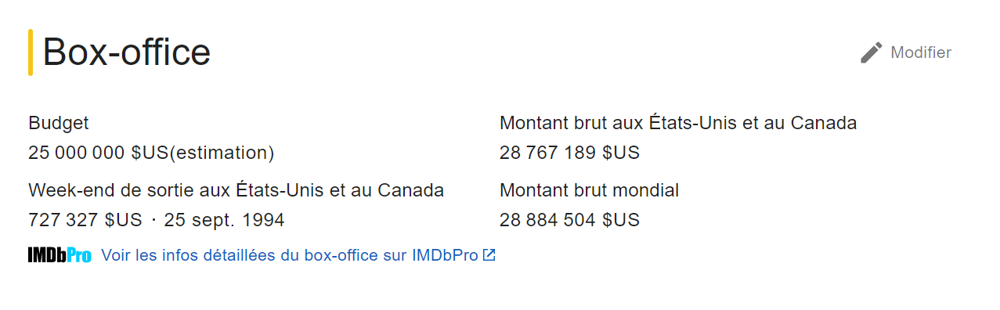 Box-office
Modifier
Budget
25 000 000 $US(estimation)
Montant brut aux États-Unis et au Canada
28 767 189 $US
Week-end de sortie aux États-Unis et au Canada
727 327 $US · 25 sept. 1994
Montant brut mondial
28 884 504 $US
IMDbPro Voir les infos détaillées du box-office sur IMDbPro